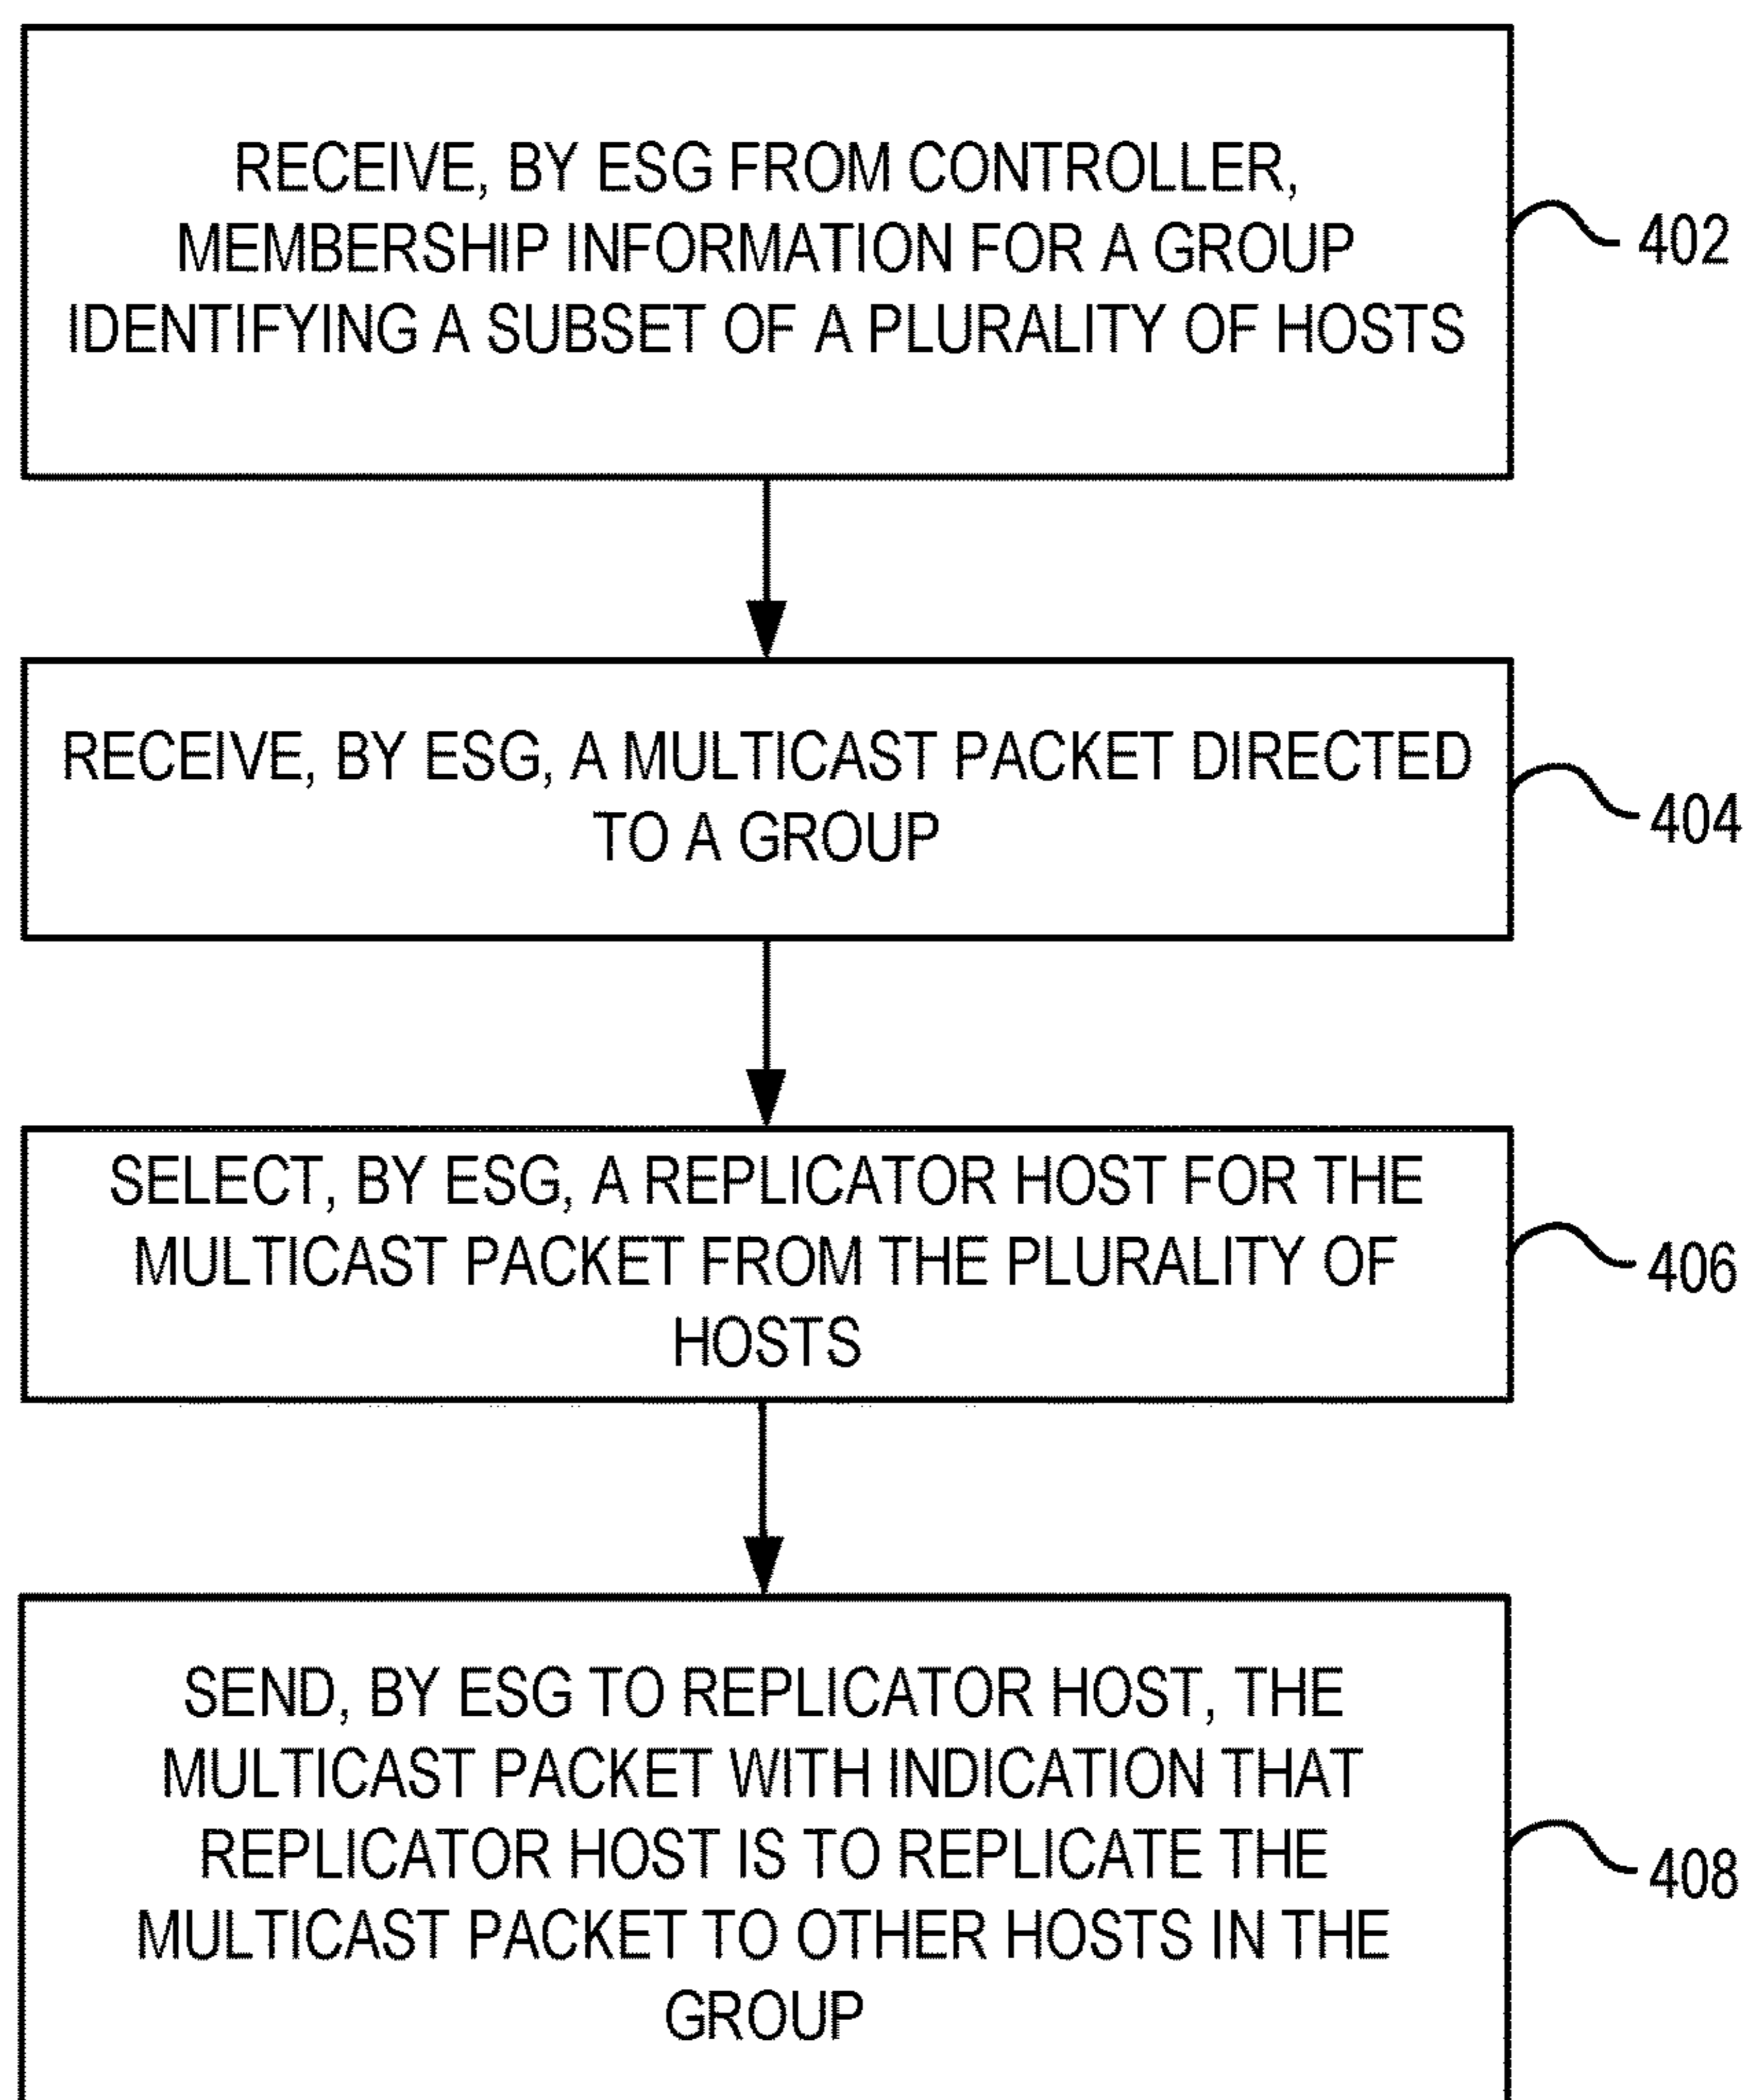 RECEIVE, BY ESG FROM CONTROLLER,
MEMBERSHIP INFORMATION FOR A GROUP
IDENTIFYING A SUBSET OF A PLURALITY OF HOSTS
402
RECEIVE, BY ESG, A MULTICAST PACKET DIRECTED
TO A GROUP
404
SELECT, BY ESG, A REPLICATOR HOST FOR THE
MULTICAST PACKET FROM THE PLURALITY OF
HOSTS
406
SEND, BY ESG TO REPLICATOR HOST, THE
MULTICAST PACKET WITH INDICATION THAT
REPLICATOR HOST IS TO REPLICATE THE
MULTICAST PACKET TO OTHER HOSTS IN THE
GROUP
408